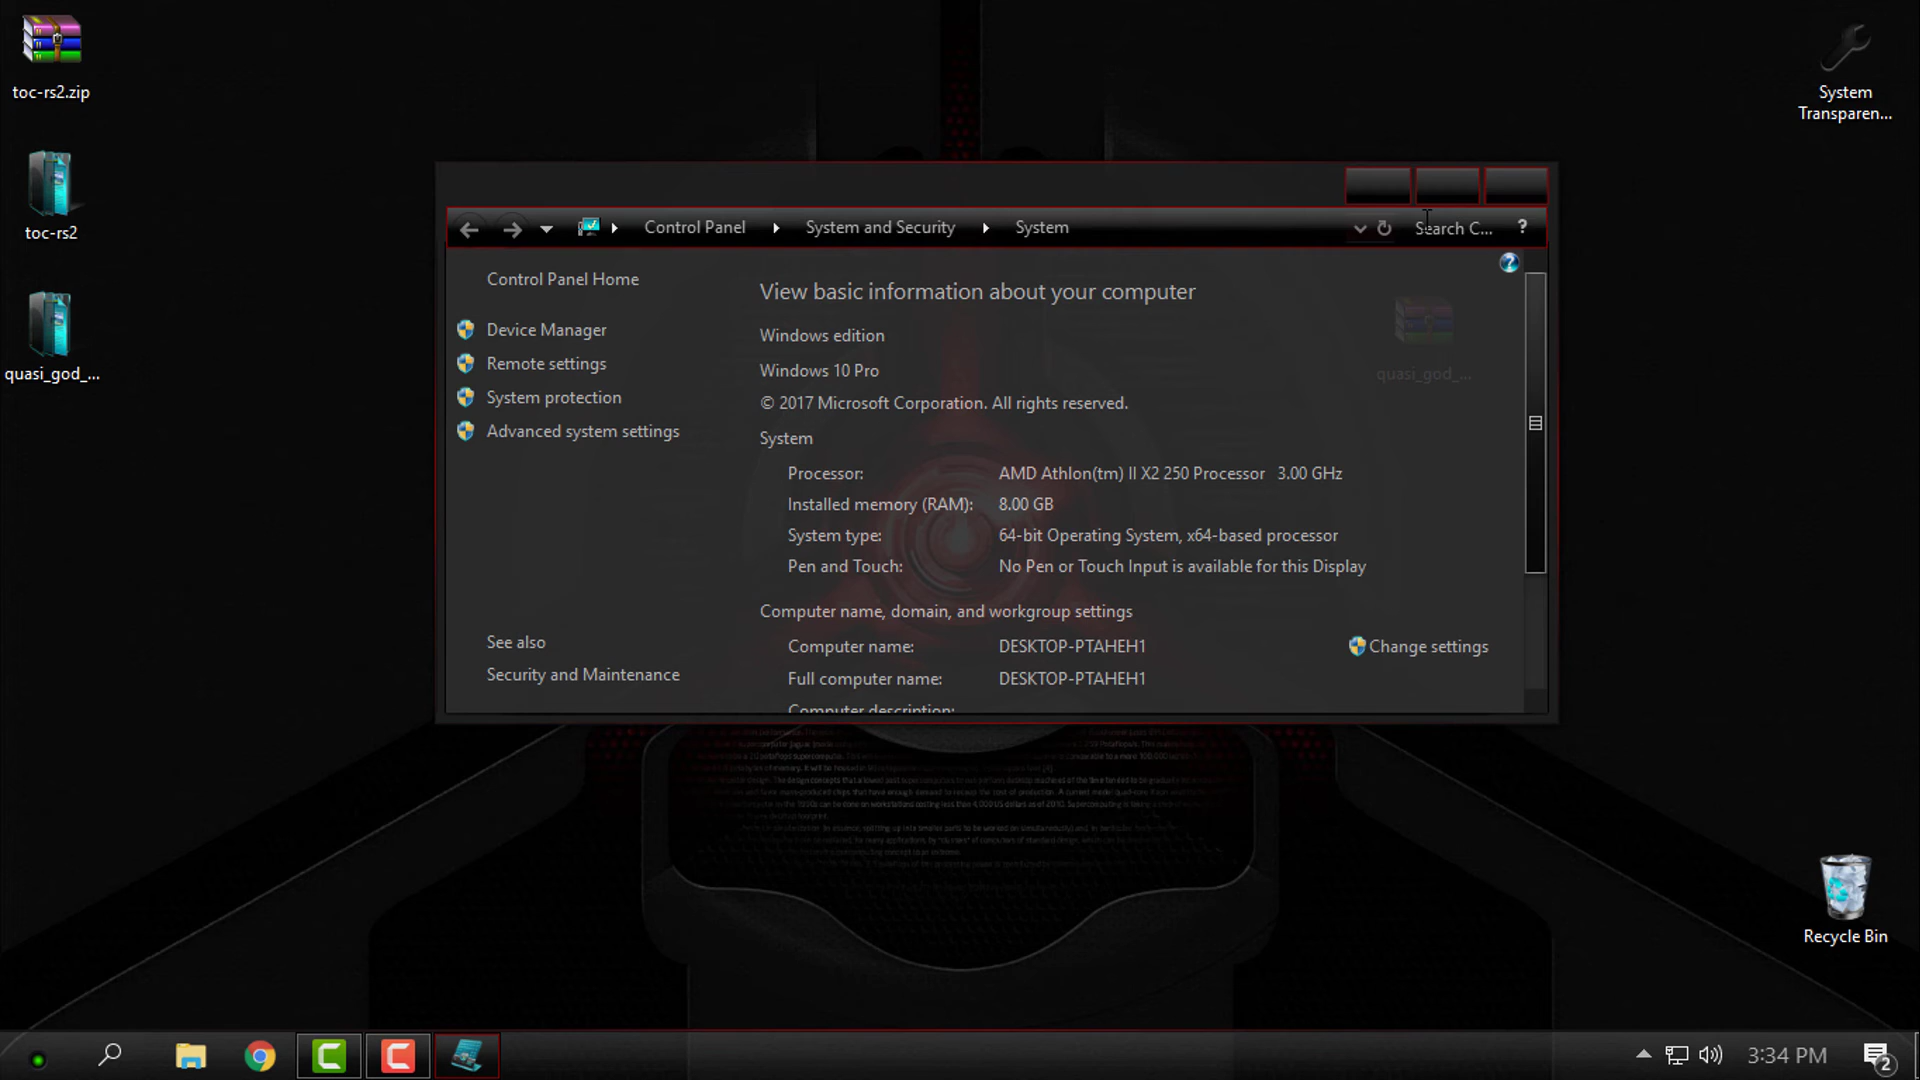 toc-rs2.zip
toc-rs2
quasi_god_...
System
Transparen...
Control Panel
System and Security
System
Search C...
?
Control Panel Home
Device Manager
Remote settings
System protection
Advanced system settings
See also
Security and Maintenance
View basic information about your computer
Windows edition
Windows 10 Pro
© 2017 Microsoft Corporation. All rights reserved.
System
Processor: AMD Athlon(tm) II X2 250 Processor 3.00 GHz
Installed memory (RAM): 8.00 GB
System type: 64-bit Operating System, x64-based processor
Pen and Touch: No Pen or Touch Input is available for this Display
Computer name, domain, and workgroup settings
Computer name: DESKTOP-PTAHEH1
Change settings
Full computer name: DESKTOP-PTAHEH1
Computer description:
quasi_god_...
Recycle Bin
3:34 PM
2